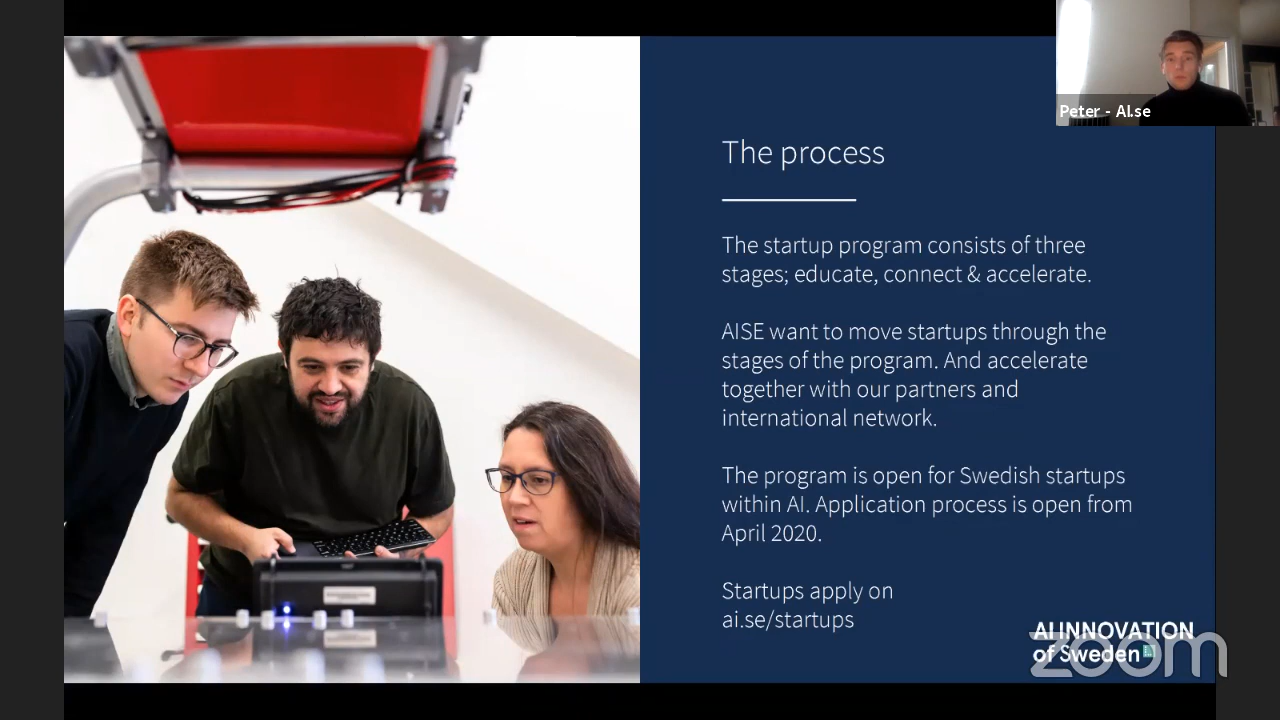 Peter - AI.se
The process
The startup program consists of three
stages; educate, connect & accelerate.
AISE want to move startups through the
stages of the program. And accelerate
together with our partners and
international network.
The program is open for Swedish startups
within AI. Application process is open from
April 2020.
Startups apply on
ai.se/startups
AI INNOVATION
of Sweden
zoom